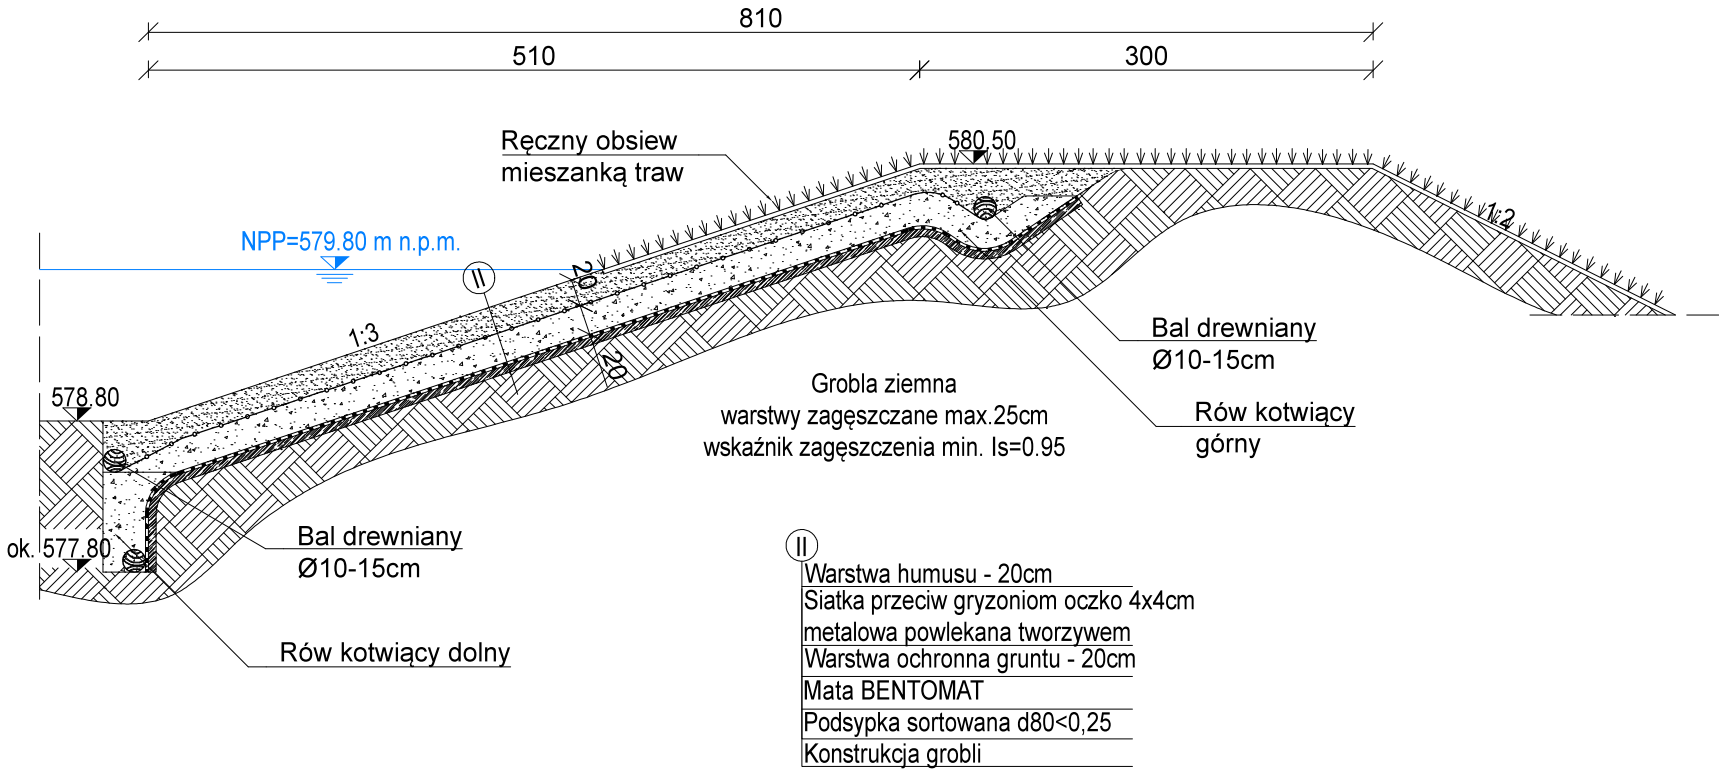 810
510
300
Ręczny obsiew
mieszanką traw
580.50
NPP=579.80 m n.p.m.
1:2
II
20
1:3
20
Bal drewniany
Ø10-15cm
578.80
Grobla ziemna
warstwy zagęszczane max.25cm
wskaźnik zagęszczenia min. Is=0.95
Rów kotwiący
górny
ok. 577.80
Bal drewniany
Ø10-15cm
Rów kotwiący dolny
II
Warstwa humusu - 20cm
Siatka przeciw gryzoniom oczko 4x4cm
metalowa powlekana tworzywem
Warstwa ochronna gruntu - 20cm
Mata BENTOMAT
Podsypka sortowana d80<0,25
Konstrukcja grobli